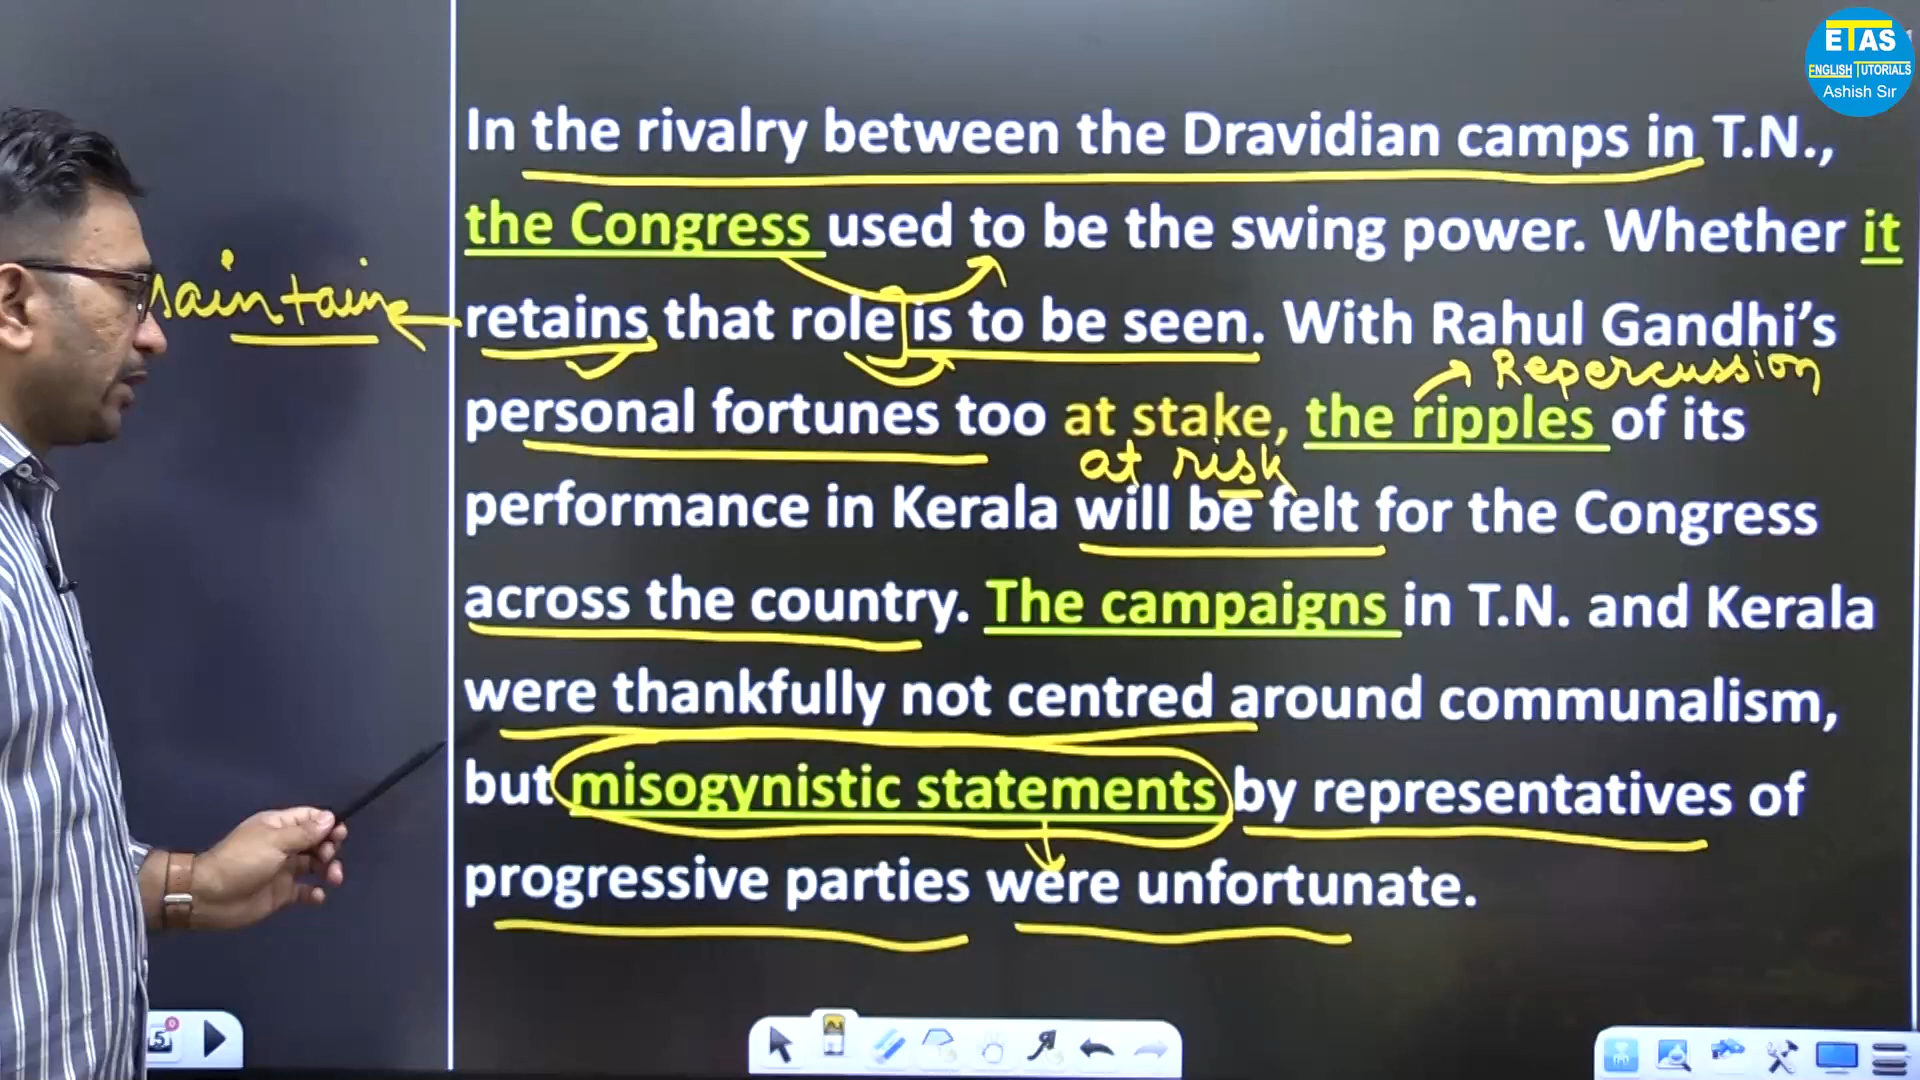 ETAS
ENGLISH TUTORIALS
Ashish Sir
In the rivalry between the Dravidian camps in T.N.,
the Congress used to be the swing power. Whether it
retains that role is to be seen. With Rahul Gandhi's
Repercussion
personal fortunes too at stake, the ripples of its
at risk
performance in Kerala will be felt for the Congress
across the country. The campaigns in T.N. and Kerala
were thankfully not centred around communalism,
but misogynistic statements by representatives of
progressive parties were unfortunate.